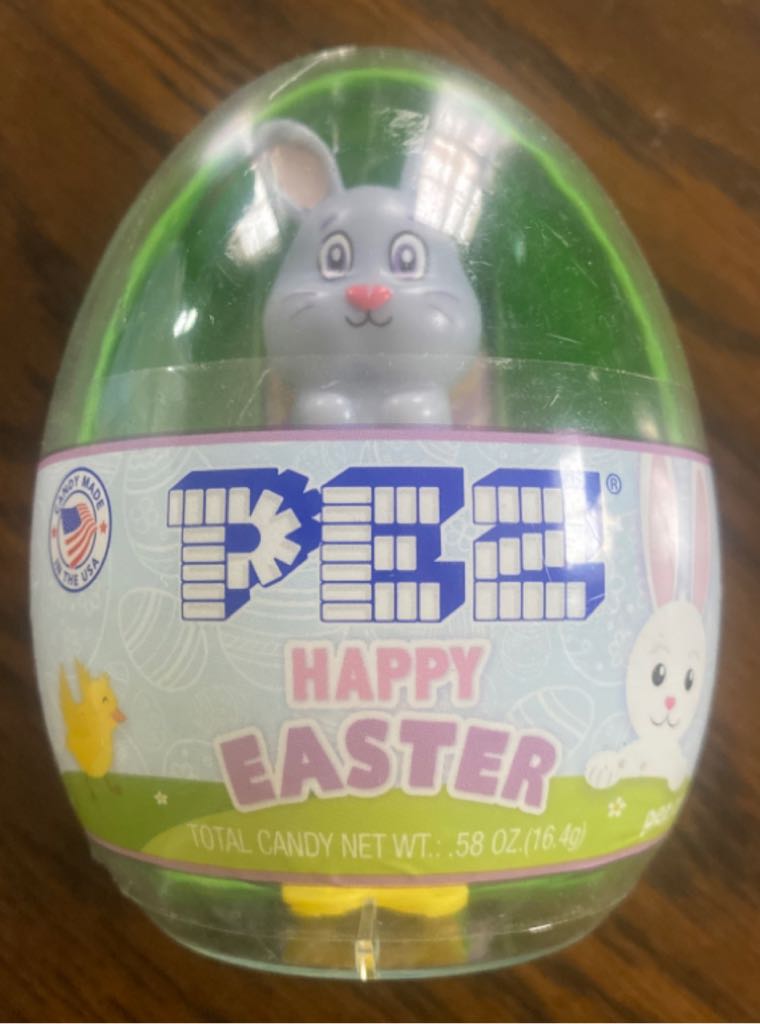 CANDY MADE
IN THE USA
PEZ®
HAPPY
EASTER
TOTAL CANDY NET WT.: .58 OZ.(16.4g)